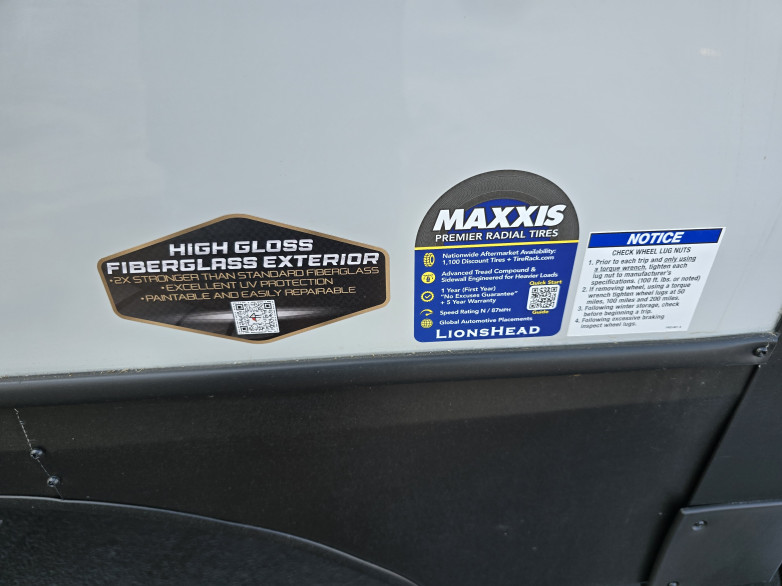 HIGH GLOSS
FIBERGLASS EXTERIOR
•2X STRONGER THAN STANDARD FIBERGLASS
•EXCELLENT UV PROTECTION
•PAINTABLE AND EASILY REPAIRABLE
MAXXIS
PREMIER RADIAL TIRES
Nationwide Aftermarket Availability:
1,100 Discount Tires + TireRack.com
Advanced Tread Compound &
Sidewall Engineered for Heavier Loads
1 Year (First Year)
"No Excuses Guarantee"
+ 5 Year Warranty
Quick Start
Guide
Speed Rating N / 87MPH
Global Automotive Placements
LIONSHEAD
NOTICE
CHECK WHEEL LUG NUTS
1. Prior to each trip and only using
a torque wrench, tighten each
lug nut to manufacturer's
specifications. (100 ft. lbs. or noted)
2. If removing wheel, using a torque
wrench tighten wheel lugs at 50
miles, 100 miles and 200 miles.
3. Following winter storage, check
before beginning a trip.
4. Following excessive braking
inspect wheel lugs.